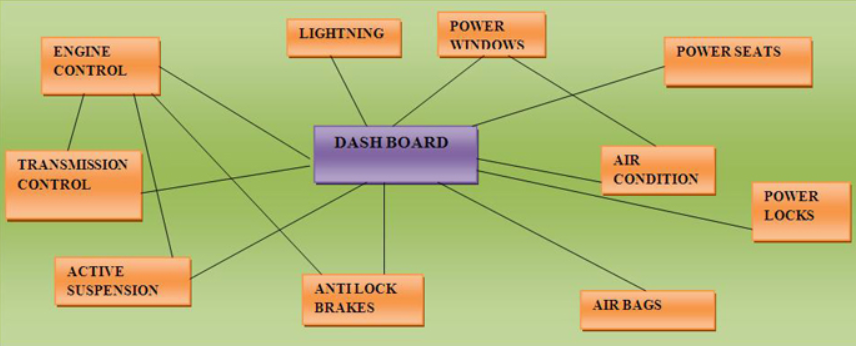 ENGINE
CONTROL
LIGHTNING
POWER
WINDOWS
POWER SEATS
DASH BOARD
TRANSMISSION
CONTROL
AIR
CONDITION
POWER
LOCKS
ACTIVE
SUSPENSION
ANTI LOCK
BRAKES
AIR BAGS